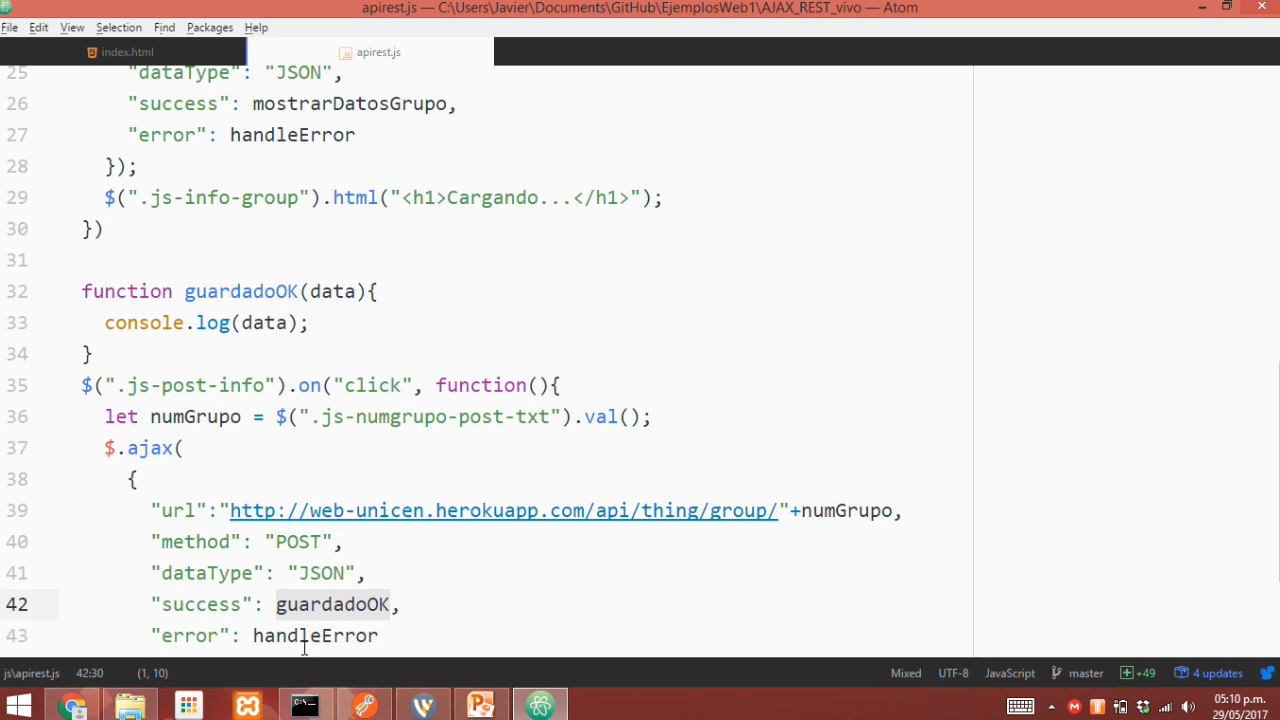 apirest.js — C:\Users\Javier\Documents\GitHub\EjemplosWeb1\AJAX_REST_vivo — Atom
File Edit View Selection Find Packages Help
index.html apirest.js
25 "dataType": "JSON",
26 "success": mostrarDatosGrupo,
27 "error": handleError
28 });
29 $(".js-info-group").html("<h1>Cargando...</h1>");
30 })
31
32 function guardadoOK(data){
33 console.log(data);
34 }
35 $(".js-post-info").on("click", function(){
36 let numGrupo = $(".js-numgrupo-post-txt").val();
37 $.ajax(
38 {
39 "url":"http://web-unicen.herokuapp.com/api/thing/group/"+numGrupo,
40 "method": "POST",
41 "dataType": "JSON",
42 "success": guardadoOK,
43 "error": handleError
js\apirest.js 42:30 (1, 10) Mixed UTF-8 JavaScript master +49 4 updates
05:10 p.m.
29/05/2017